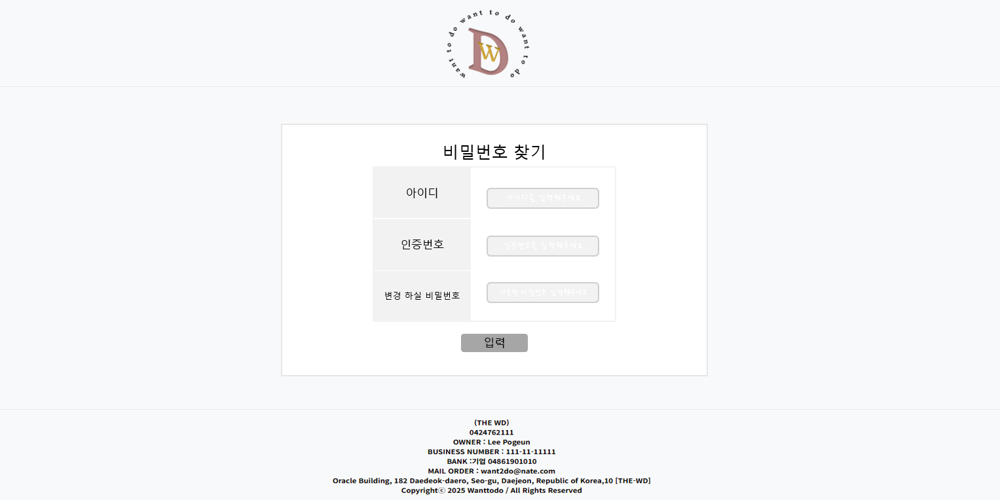 want to do want to do want to do
D
W
비밀번호 찾기
아이디
아이디를 입력해주세요
인증번호
인증번호를 입력해주세요
변경 하실 비밀번호
사용할 비밀번호 입력해주세요
입력
(THE WD)
0424762111
OWNER : Lee Pogeun
BUSINESS NUMBER : 111-11-11111
BANK :기업 04861901010
MAIL ORDER : want2do@nate.com
Oracle Building, 182 Daedeok-daero, Seo-gu, Daejeon, Republic of Korea,10 [THE-WD]
Copyrightⓒ 2025 Wanttodo / All Rights Reserved